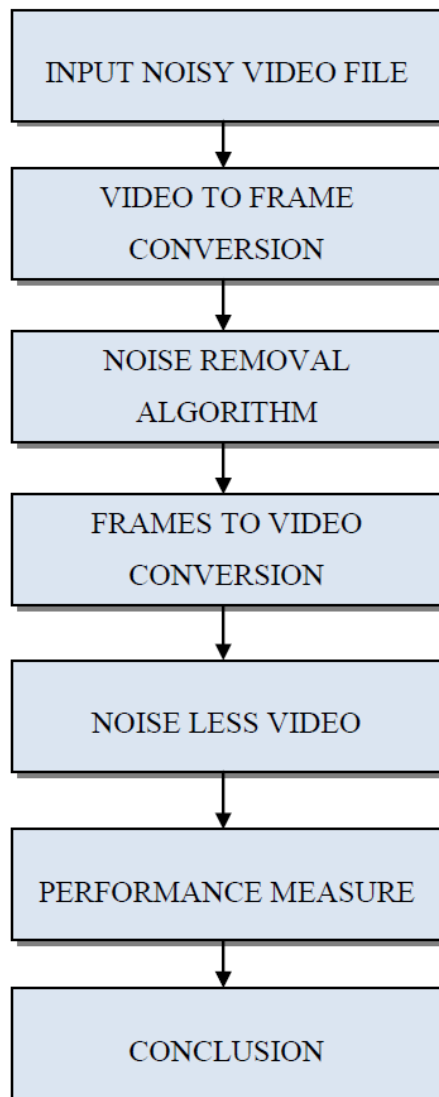 INPUT NOISY VIDEO FILE
VIDEO TO FRAME
CONVERSION
NOISE REMOVAL
ALGORITHM
FRAMES TO VIDEO
CONVERSION
NOISE LESS VIDEO
PERFORMANCE MEASURE
CONCLUSION